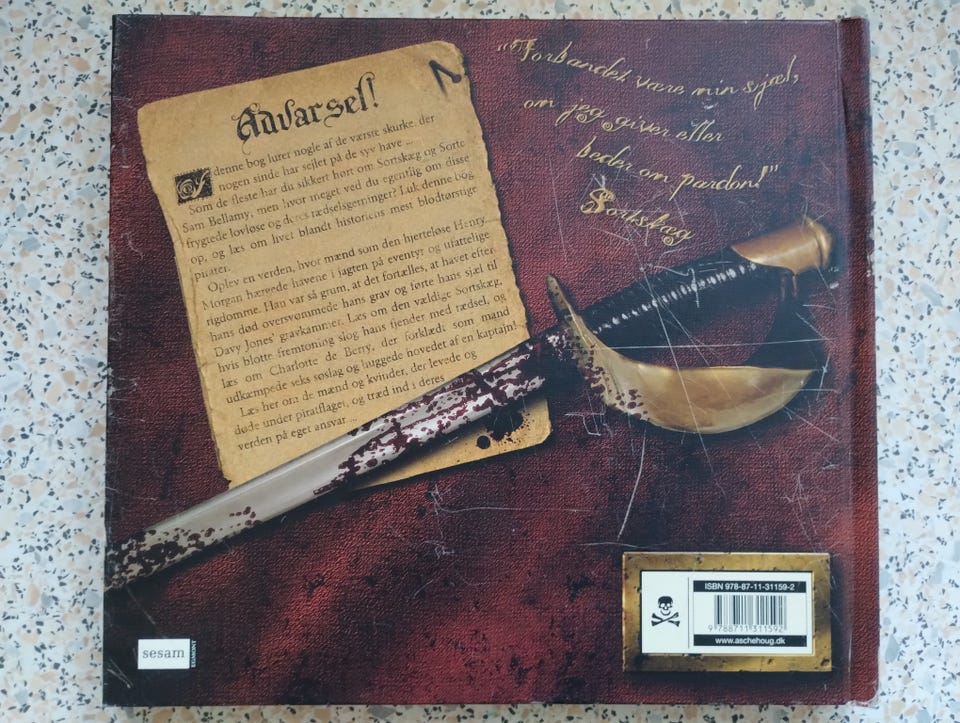 Advarsel!
I denne bog lurer nogle af de værste skurke, der
nogen sinde har sejlet på de syv have ...
Som de fleste har du sikkert hørt om Sortskæg og Sorte
Sam Bellamy, men hvor meget ved du egentlig om disse
frygtede lovløse og deres rædselsgerninger? Luk denne bog
op, og læs om livet blandt historiens mest blodtørstige
pirater.
Oplev en verden, hvor mænd som den hjerteløse Henry
Morgan hærgede havene i jagten på eventyr og ufattelige
rigdomme. Han var så grum, at det fortælles, at havet efter
hans død oversvømmede hans grav og førte hans sjæl til
Davy Jones' gravkammer. Læs om den vældige Sortskæg,
hvis blotte fremtoning slog hans fjender med rædsel, og
læs om Charlotte de Berry, der forklædt som mand
udkæmpede seks søslag og huggede hovedet af en kaptajn!
Læs her om de mænd og kvinder, der levede og
døde under piratflaget, og træd ind i deres
verden på eget ansvar ...
"Forbandet være min sjæl,
om jeg giver eller
beder om pardon!"
Sortskæg
ISBN 978-87-11-31159-2
9 788711 311592
www.aschehoug.dk
sesam
EGMONT